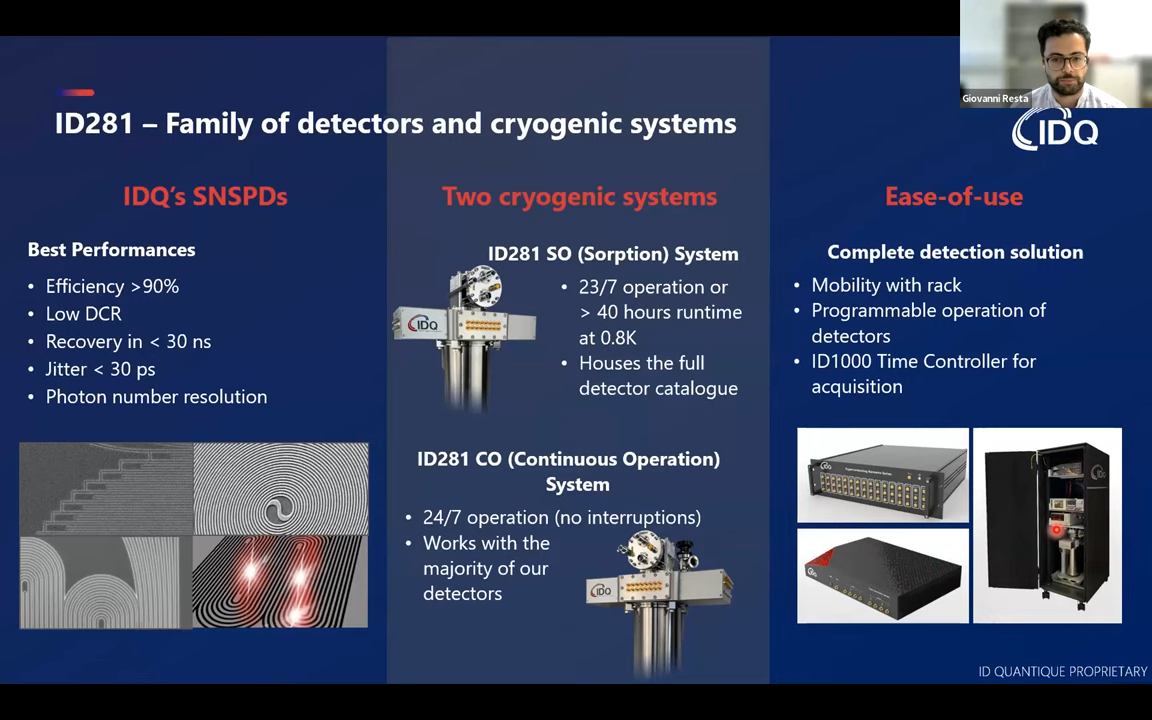 Giovanni Resta
ID281 – Family of detectors and cryogenic systems
IDQ
IDQ's SNSPDs
Best Performances
• Efficiency >90%
• Low DCR
• Recovery in < 30 ns
• Jitter < 30 ps
• Photon number resolution
Two cryogenic systems
ID281 SO (Sorption) System
• 23/7 operation or
> 40 hours runtime
at 0.8K
• Houses the full
detector catalogue
IDQ
ID281 CO (Continuous Operation)
System
• 24/7 operation (no interruptions)
• Works with the
majority of our
detectors
IDQ
Ease-of-use
Complete detection solution
• Mobility with rack
• Programmable operation of
detectors
• ID1000 Time Controller for
acquisition
ID QUANTIQUE PROPRIETARY